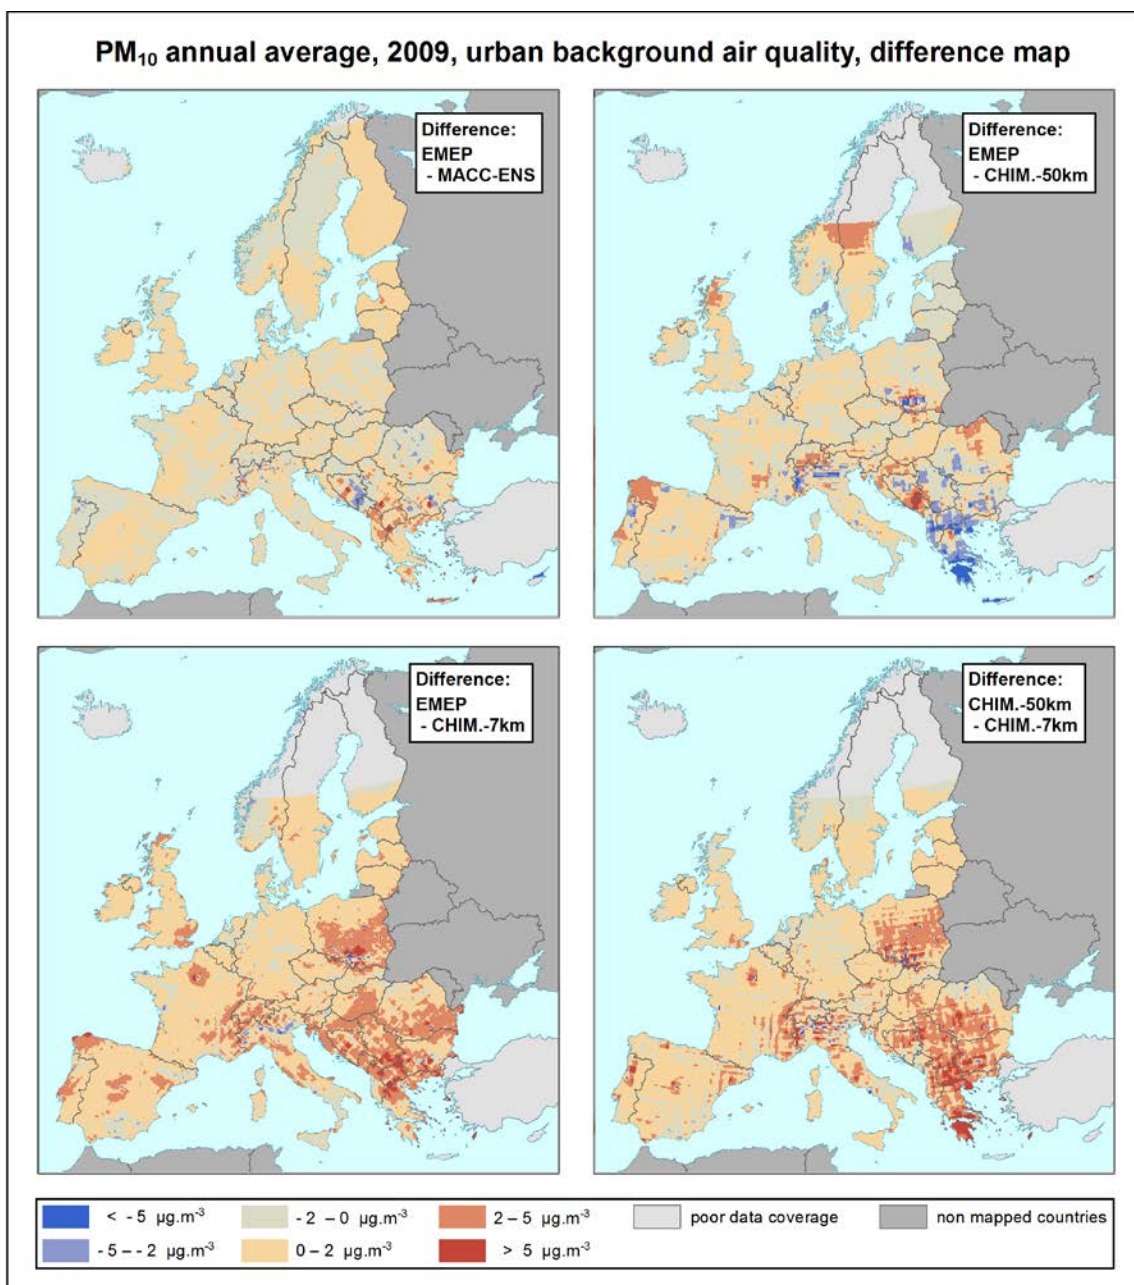 PM₁₀ annual average, 2009, urban background air quality, difference map
Difference:
EMEP
- MACC-ENS
Difference:
EMEP
- CHIM.-50km
Difference:
EMEP
- CHIM.-7km
Difference:
CHIM.-50km
- CHIM.-7km
< - 5 µg.m⁻³
- 2 – 0 µg.m⁻³
2 – 5 µg.m⁻³
poor data coverage
non mapped countries
- 5 – - 2 µg.m⁻³
0 – 2 µg.m⁻³
> 5 µg.m⁻³